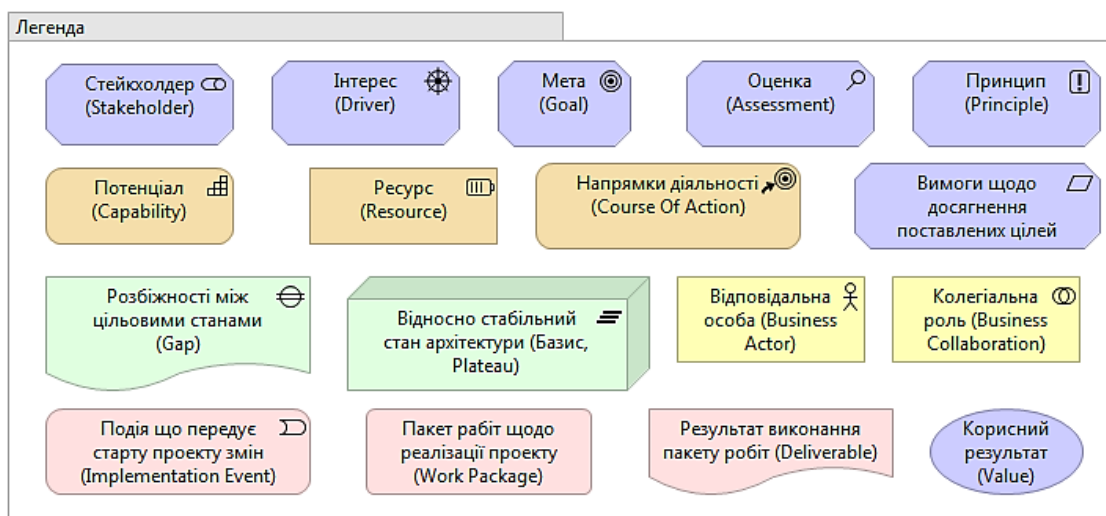 Легенда
Стейкхолдер
(Stakeholder)
Інтерес
(Driver)
Мета
(Goal)
Оценка
(Assessment)
Принцип
(Principle)
Потенціал
(Capability)
Ресурс
(Resource)
Напрямки діяльності
(Course Of Action)
Вимоги щодо
досягнення
поставлених цілей
Розбіжності між
цільовими станами
(Gap)
Відносно стабільний
стан архітектури (Базис,
Plateau)
Відповідальна
особа (Business
Actor)
Колегіальна
роль (Business
Collaboration)
Подія що передує
старту проекту змін
(Implementation Event)
Пакет рабіт щодо
реалізації проекту
(Work Package)
Результат виконання
пакету робіт (Deliverable)
Корисний
результат
(Value)